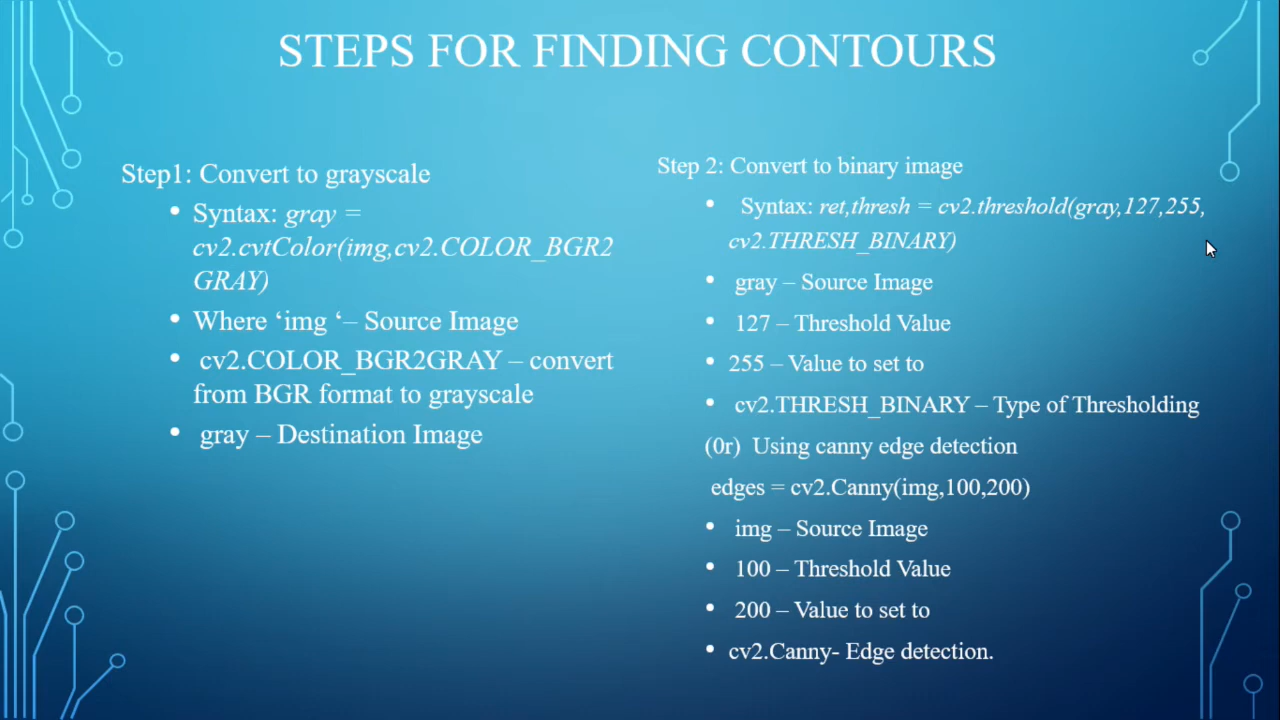 STEPS FOR FINDING CONTOURS
Step1: Convert to grayscale
• Syntax: gray =
cv2.cvtColor(img,cv2.COLOR_BGR2
GRAY)
• Where ‘img ‘– Source Image
• cv2.COLOR_BGR2GRAY – convert
from BGR format to grayscale
• gray – Destination Image
Step 2: Convert to binary image
• Syntax: ret,thresh = cv2.threshold(gray,127,255,
cv2.THRESH_BINARY)
• gray – Source Image
• 127 – Threshold Value
• 255 – Value to set to
• cv2.THRESH_BINARY – Type of Thresholding
(0r) Using canny edge detection
edges = cv2.Canny(img,100,200)
• img – Source Image
• 100 – Threshold Value
• 200 – Value to set to
• cv2.Canny- Edge detection.